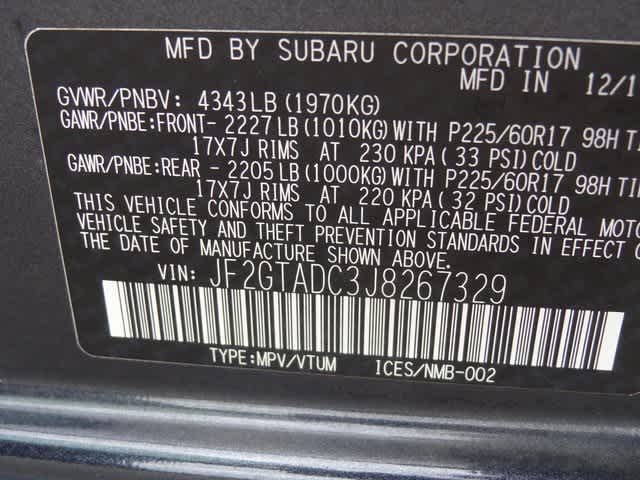 MFD BY SUBARU CORPORATION
MFD IN 12/1
GVWR/PNBV: 4343LB (1970KG)
GAWR/PNBE:FRONT- 2227LB (1010KG)WITH P225/60R17 98H
17X7J RIMS AT 230 KPA (33 PSI)COLD
GAWR/PNBE:REAR - 2205LB (1000KG)WITH P225/60R17 98H
17X7J RIMS AT 220 KPA (32 PSI)COLD
THIS VEHICLE CONFORMS TO ALL APPLICABLE FEDERAL
VEHICLE SAFETY AND THEFT PREVENTION STANDARDS IN EFFECT
THE DATE OF MANUFACTURE SHOWN ABOVE.
VIN: JF2GTADC3J8267329
TYPE:MPV/VTUM ICES/NMB-002